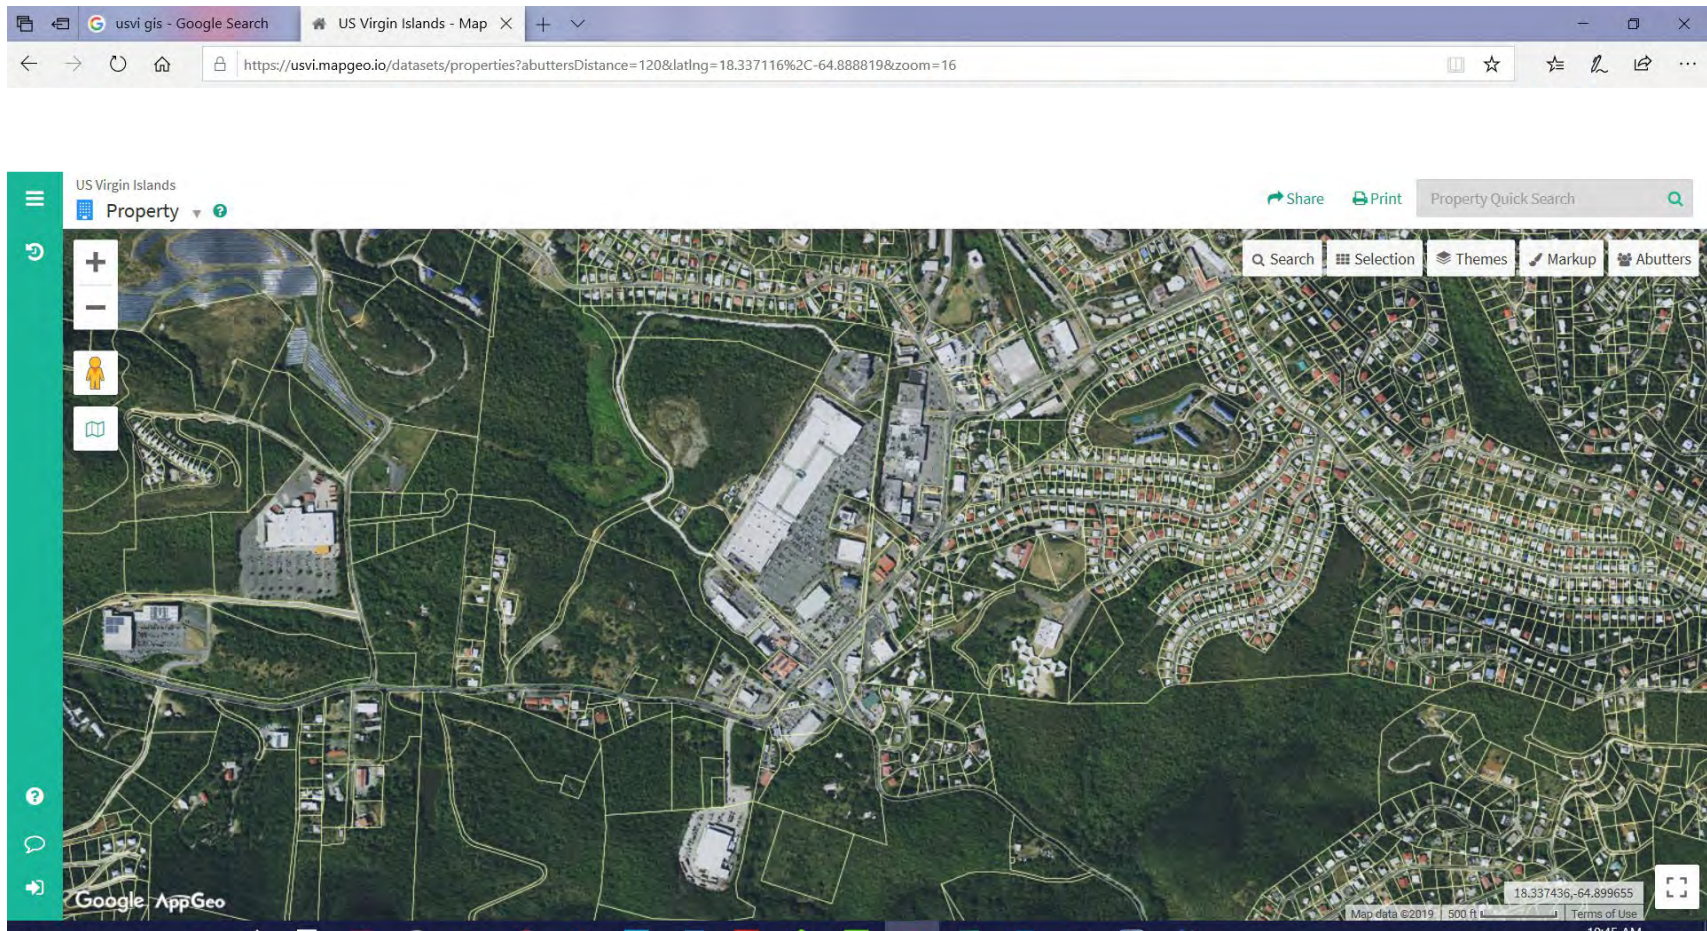 usvi gis - Google Search
US Virgin Islands - Map
https://usvi.mapgeo.io/datasets/properties?abuttersDistance=120&latlng=18.337116%2C-64.888819&zoom=16
US Virgin Islands
Property
Share
Print
Property Quick Search
Search
Selection
Themes
Markup
Abutters
18.337436,-64.899655
Google AppGeo
Map data ©2019
500 ft
Terms of Use